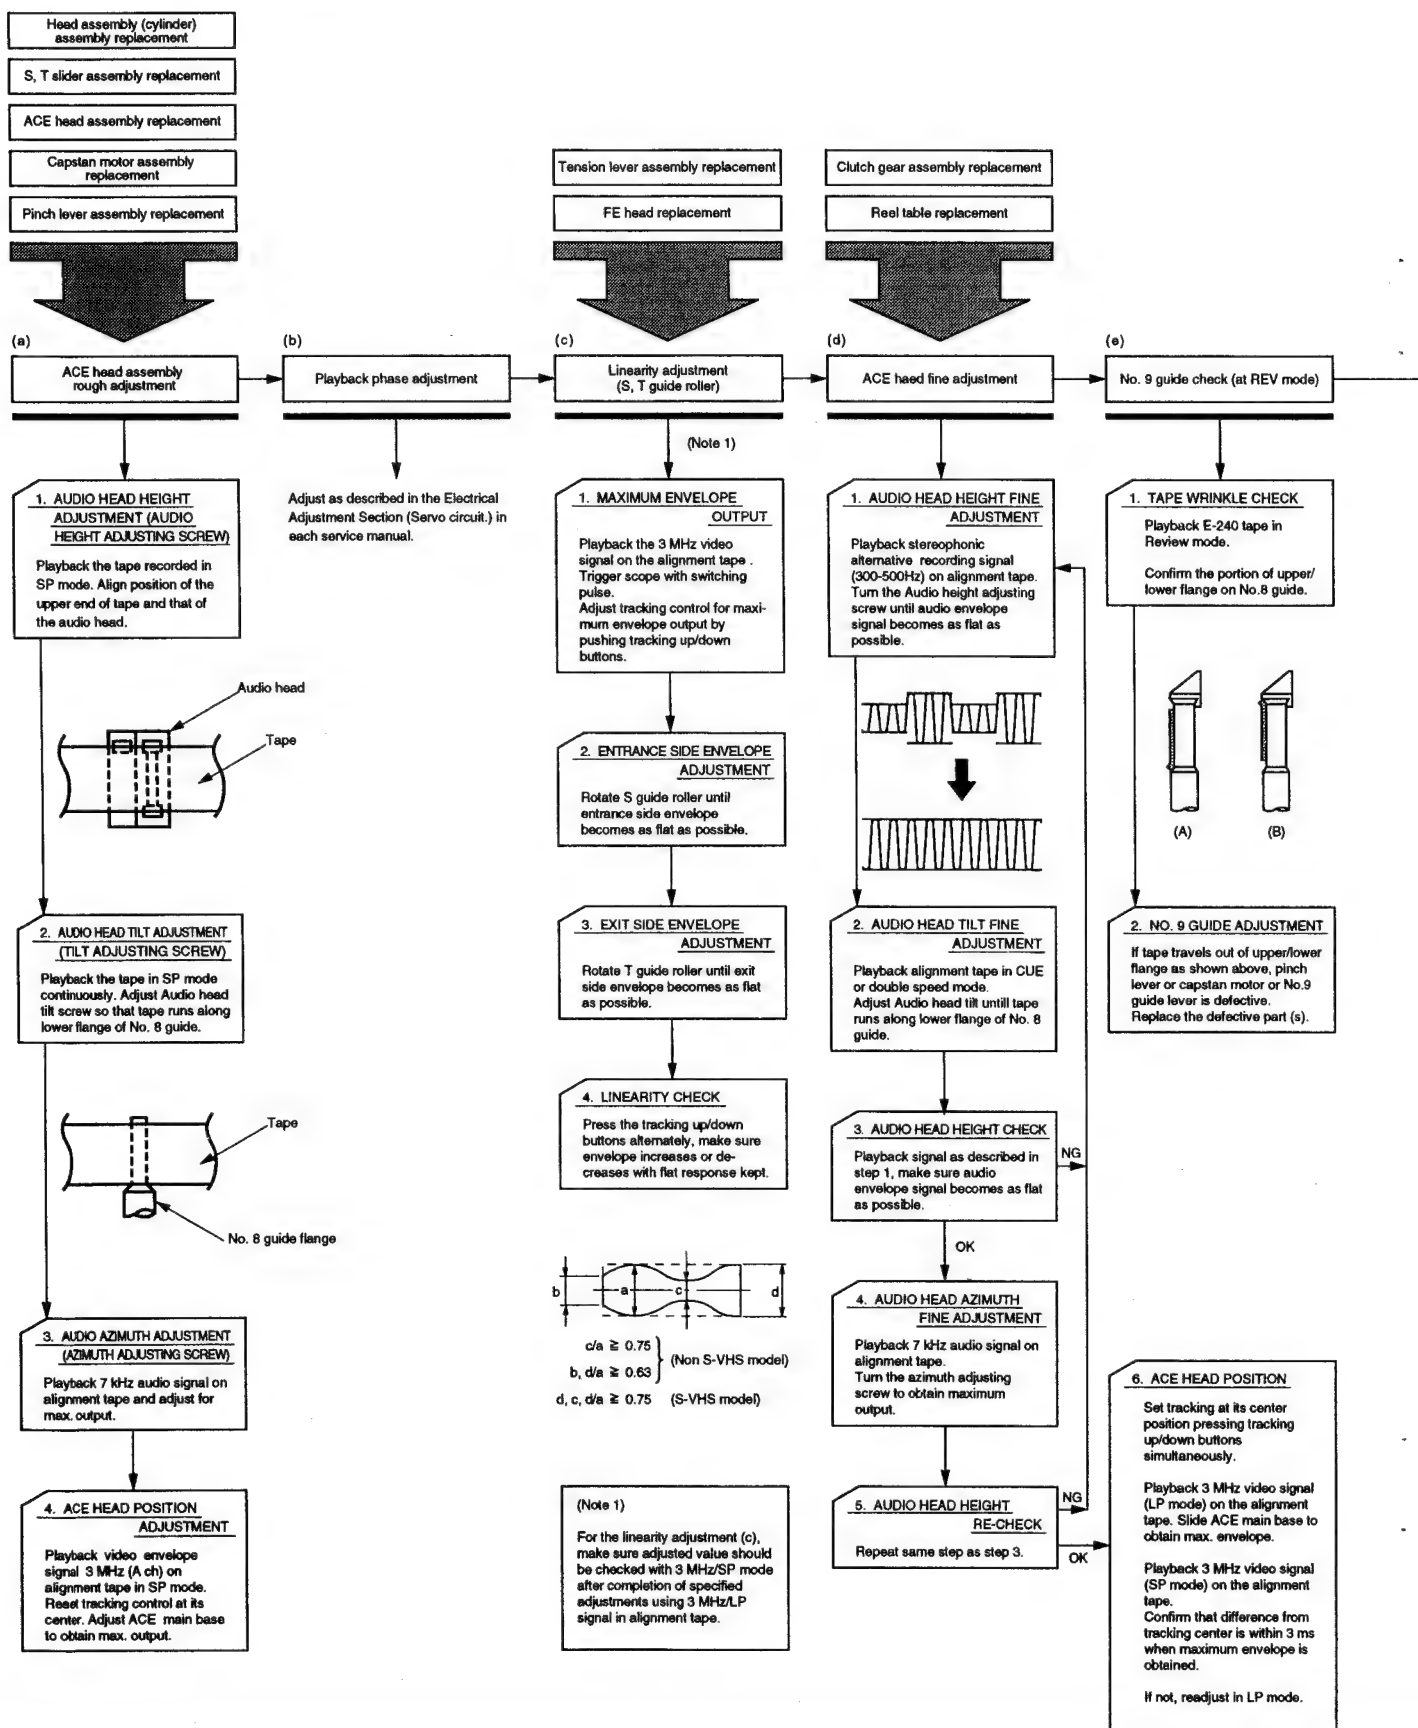 Head assembly (cylinder)
assembly replacement
S, T slider assembly replacement
ACE head assembly replacement
Capstan motor assembly
replacement
Pinch lever assembly replacement
Tension lever assembly replacement
FE head replacement
Clutch gear assembly replacement
Reel table replacement
(a)
ACE head assembly
rough adjustment
(b)
Playback phase adjustment
(c)
Linearity adjustment
(S, T guide roller)
(d)
ACE haed fine adjustment
(e)
No. 9 guide check (at REV mode)
1. AUDIO HEAD HEIGHT
ADJUSTMENT (AUDIO
HEIGHT ADJUSTING SCREW)
Playback the tape recorded in
SP mode. Align position of the
upper end of tape and that of
the audio head.
Audio head
Tape
2. AUDIO HEAD TILT ADJUSTMENT
(TILT ADJUSTING SCREW)
Playback the tape in SP mode
continuously. Adjust Audio head
tilt screw so that tape runs along
lower flange of No. 8 guide.
Tape
No. 8 guide flange
3. AUDIO AZIMUTH ADJUSTMENT
(AZIMUTH ADJUSTING SCREW)
Playback 7 kHz audio signal on
alignment tape and adjust for
max. output.
4. ACE HEAD POSITION
ADJUSTMENT
Playback video envelope
signal 3 MHz (A ch) on
alignment tape in SP mode.
Reset tracking control at its
center. Adjust ACE main base
to obtain max. output.
Adjust as described in the Electrical
Adjustment Section (Servo circuit.) in
each service manual.
(Note 1)
1. MAXIMUM ENVELOPE
OUTPUT
Playback the 3 MHz video
signal on the alignment tape .
Trigger scope with switching
pulse.
Adjust tracking control for maxi-
mum envelope output by
pushing tracking up/down
buttons.
2. ENTRANCE SIDE ENVELOPE
ADJUSTMENT
Rotate S guide roller until
entrance side envelope
becomes as flat as possible.
3. EXIT SIDE ENVELOPE
ADJUSTMENT
Rotate T guide roller until exit
side envelope becomes as flat
as possible.
4. LINEARITY CHECK
Press the tracking up/down
buttons alternately, make sure
envelope increases or de-
creases with flat response kept.
b a c d
c/a ≧ 0.75
b, d/a ≧ 0.63
(Non S-VHS model)
d, c, d/a ≧ 0.75 (S-VHS model)
(Note 1)
For the linearity adjustment (c),
make sure adjusted value should
be checked with 3 MHz/SP mode
after completion of specified
adjustments using 3 MHz/LP
signal in alignment tape.
1. AUDIO HEAD HEIGHT FINE
ADJUSTMENT
Playback stereophonic
alternative recording signal
(300-500Hz) on alignment tape.
Turn the Audio height adjusting
screw until audio envelope
signal becomes as flat as
possible.
2. AUDIO HEAD TILT FINE
ADJUSTMENT
Playback alignment tape in CUE
or double speed mode.
Adjust Audio head tilt untill tape
runs along lower flange of No. 8
guide.
3. AUDIO HEAD HEIGHT CHECK
Playback signal as described in
step 1, make sure audio
envelope signal becomes as flat
as possible.
NG
OK
4. AUDIO HEAD AZIMUTH
FINE ADJUSTMENT
Playback 7 kHz audio signal on
alignment tape.
Turn the azimuth adjusting
screw to obtain maximum
output.
5. AUDIO HEAD HEIGHT
RE-CHECK
Repeat same step as step 3.
NG
OK
1. TAPE WRINKLE CHECK
Playback E-240 tape in
Review mode.
Confirm the portion of upper/
lower flange on No.8 guide.
(A) (B)
2. NO. 9 GUIDE ADJUSTMENT
If tape travels out of upper/lower
flange as shown above, pinch
lever or capstan motor or No.9
guide lever is defective.
Replace the defective part (s).
6. ACE HEAD POSITION
Set tracking at its center
position pressing tracking
up/down buttons
simultaneously.
Playback 3 MHz video signal
(LP mode) on the alignment
tape. Slide ACE main base to
obtain max. envelope.
Playback 3 MHz video signal
(SP mode) on the alignment
tape.
Confirm that difference from
tracking center is within 3 ms
when maximum envelope is
obtained.
If not, readjust in LP mode.